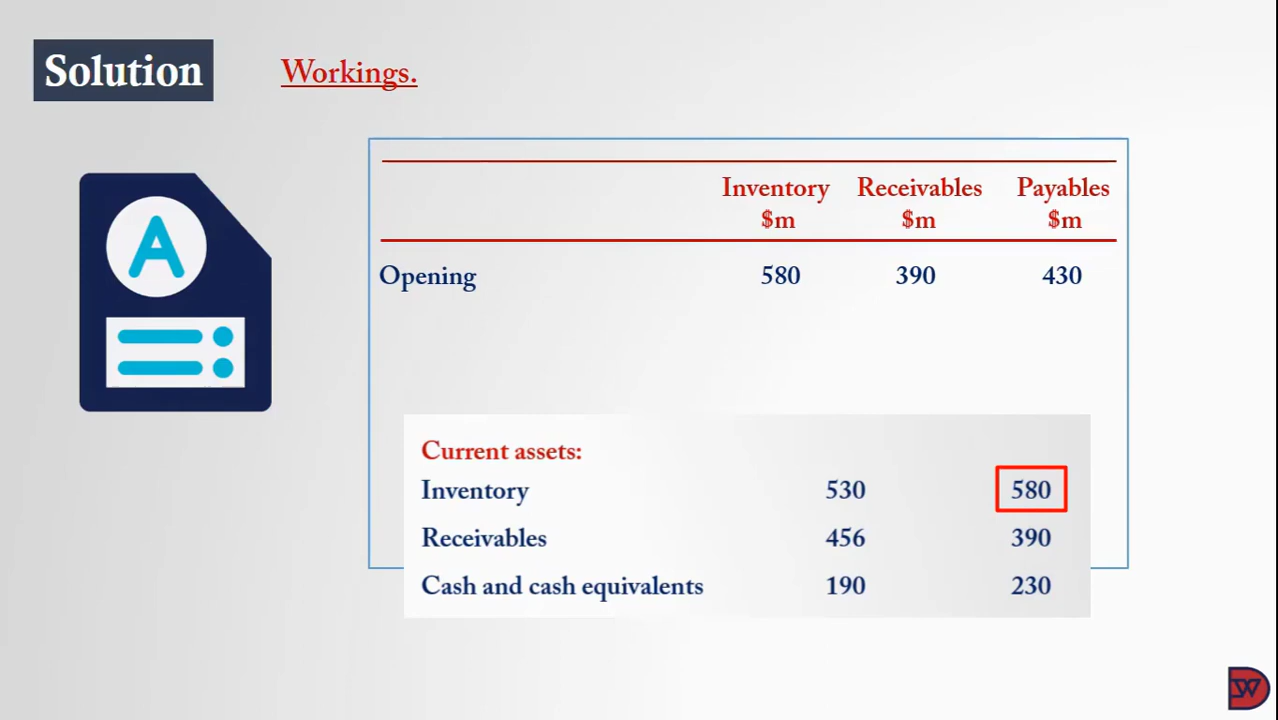 Solution
Workings.
A
Inventory Receivables Payables
$m $m $m
Opening 580 390 430
Current assets:
Inventory 530 580
Receivables 456 390
Cash and cash equivalents 190 230
W